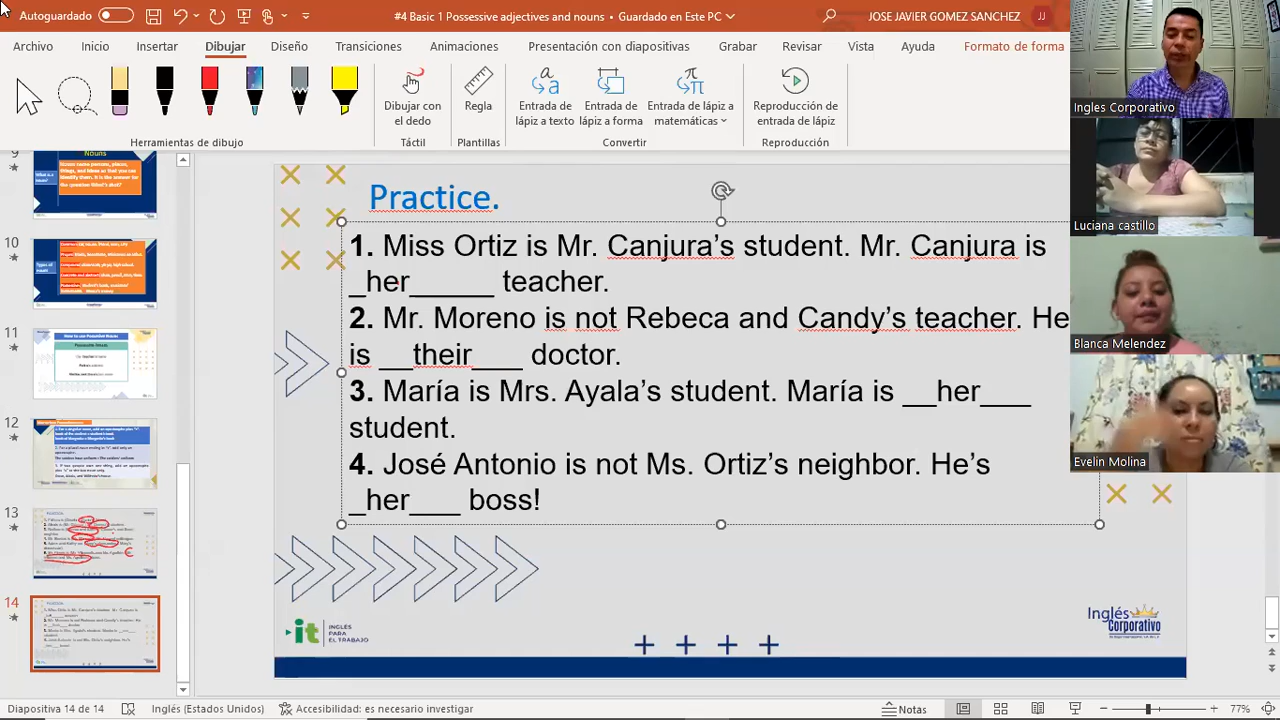 Autoguardado
#4 Basic 1 Possessive adjectives and nouns • Guardado en Este PC
JOSE JAVIER GOMEZ SANCHEZ
JJ
Archivo Inicio Insertar Dibujar Diseño Transiciones Animaciones Presentación con diapositivas Grabar Revisar Vista Ayuda Formato de forma
Dibujar con el dedo
Regla
Entrada de lápiz a texto
Entrada de lápiz a forma
Entrada de lápiz a matemáticas
Reproducción de entrada de lápiz
Herramientas de dibujo
Táctil
Plantillas
Convertir
Reproducción
Ingles Corporativo
Luciana castillo
Blanca Melendez
Evelin Molina
9
Nouns
10
11
12
13
14
Practice.
1. Miss Ortiz is Mr. Canjura's student. Mr. Canjura is
_her______ teacher.
2. Mr. Moreno is not Rebeca and Candy's teacher. He
is __their____ doctor.
3. María is Mrs. Ayala's student. María is __her___
student.
4. José Antonio is not Ms. Ortiz's neighbor. He's
_her____ boss!
INGLÉS
PARA
EL TRABAJO
Inglés
Corporativo
Diapositiva 14 de 14
Inglés (Estados Unidos)
Accesibilidad: es necesario investigar
Notas
77%